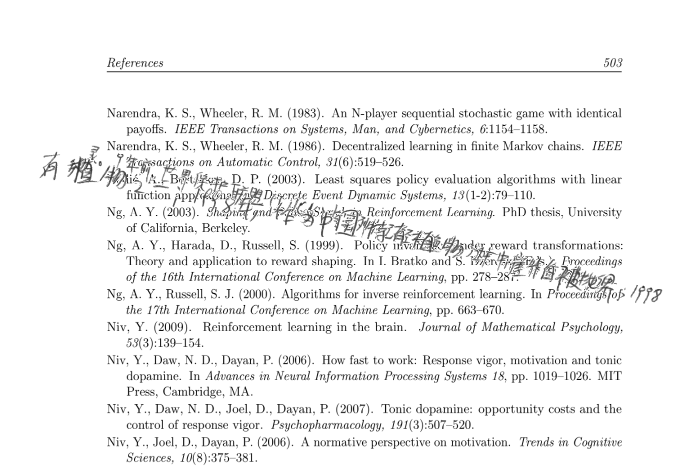 References 503
Narendra, K. S., Wheeler, R. M. (1983). An N-player sequential stochastic game with identical
payoffs. IEEE Transactions on Systems, Man, and Cybernetics, 6:1154–1158.
Narendra, K. S., Wheeler, R. M. (1986). Decentralized learning in finite Markov chains. IEEE
Transactions on Automatic Control, 31(6):519–526.
D. P. (2003). Least squares policy evaluation algorithms with linear
function Discrete Event Dynamic Systems, 13(1-2):79–110.
Ng, A. Y. (2003). Shaping and Reinforcement Learning. PhD thesis, University
of California, Berkeley.
Ng, A. Y., Harada, D., Russell, S. (1999). Policy under reward transformations:
Theory and application to reward shaping. In I. Bratko and S. Proceedings
of the 16th International Conference on Machine Learning, pp. 278–287.
Ng, A. Y., Russell, S. J. (2000). Algorithms for inverse reinforcement learning. In Proceedings of
the 17th International Conference on Machine Learning, pp. 663–670.
Niv, Y. (2009). Reinforcement learning in the brain. Journal of Mathematical Psychology,
53(3):139–154.
Niv, Y., Daw, N. D., Dayan, P. (2006). How fast to work: Response vigor, motivation and tonic
dopamine. In Advances in Neural Information Processing Systems 18, pp. 1019–1026. MIT
Press, Cambridge, MA.
Niv, Y., Daw, N. D., Joel, D., Dayan, P. (2007). Tonic dopamine: opportunity costs and the
control of response vigor. Psychopharmacology, 191(3):507–520.
Niv, Y., Joel, D., Dayan, P. (2006). A normative perspective on motivation. Trends in Cognitive
Sciences, 10(8):375–381.
有 植物 1998